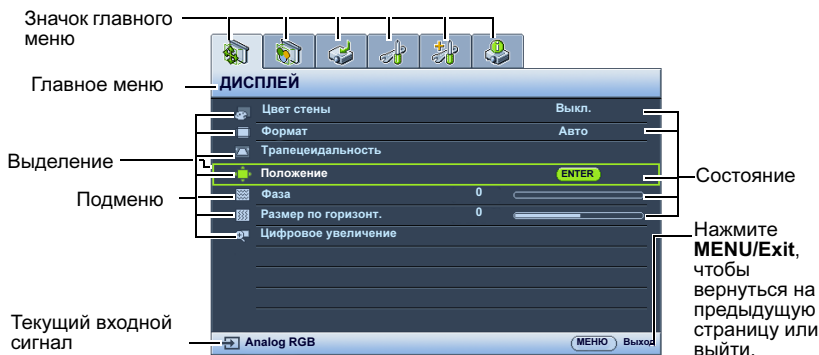 Значок главного
меню
Главное меню
ДИСПЛЕЙ
Цвет стены Выкл.
Формат Авто
Трапецеидальность
Выделение
Положение ENTER
Состояние
Подменю
Фаза 0
Размер по горизонт. 0
Цифровое увеличение
Нажмите
MENU/Exit,
чтобы
вернуться на
предыдущую
страницу или
выйти.
Текущий входной
сигнал
Analog RGB МЕНЮ Выход